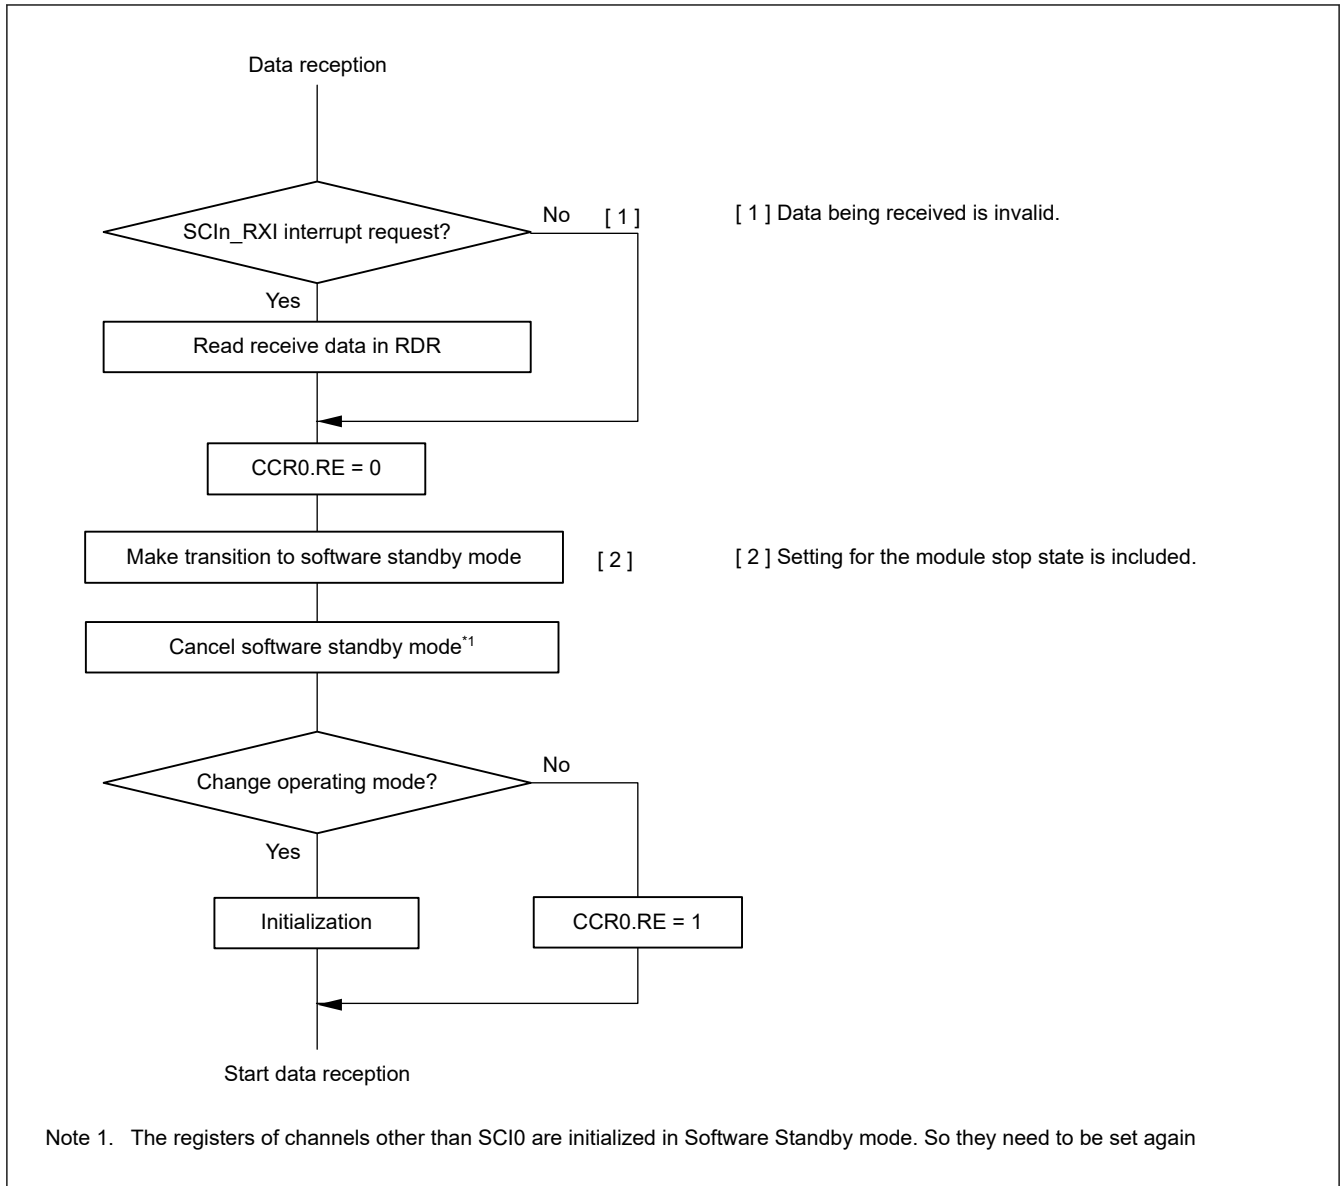 Data reception
SCIn_RXI interrupt request?
No [ 1 ]
[ 1 ] Data being received is invalid.
Yes
Read receive data in RDR
CCR0.RE = 0
Make transition to software standby mode
[ 2 ]
[ 2 ] Setting for the module stop state is included.
Cancel software standby mode*1
Change operating mode?
No
Yes
Initialization
CCR0.RE = 1
Start data reception
Note 1. The registers of channels other than SCI0 are initialized in Software Standby mode. So they need to be set again